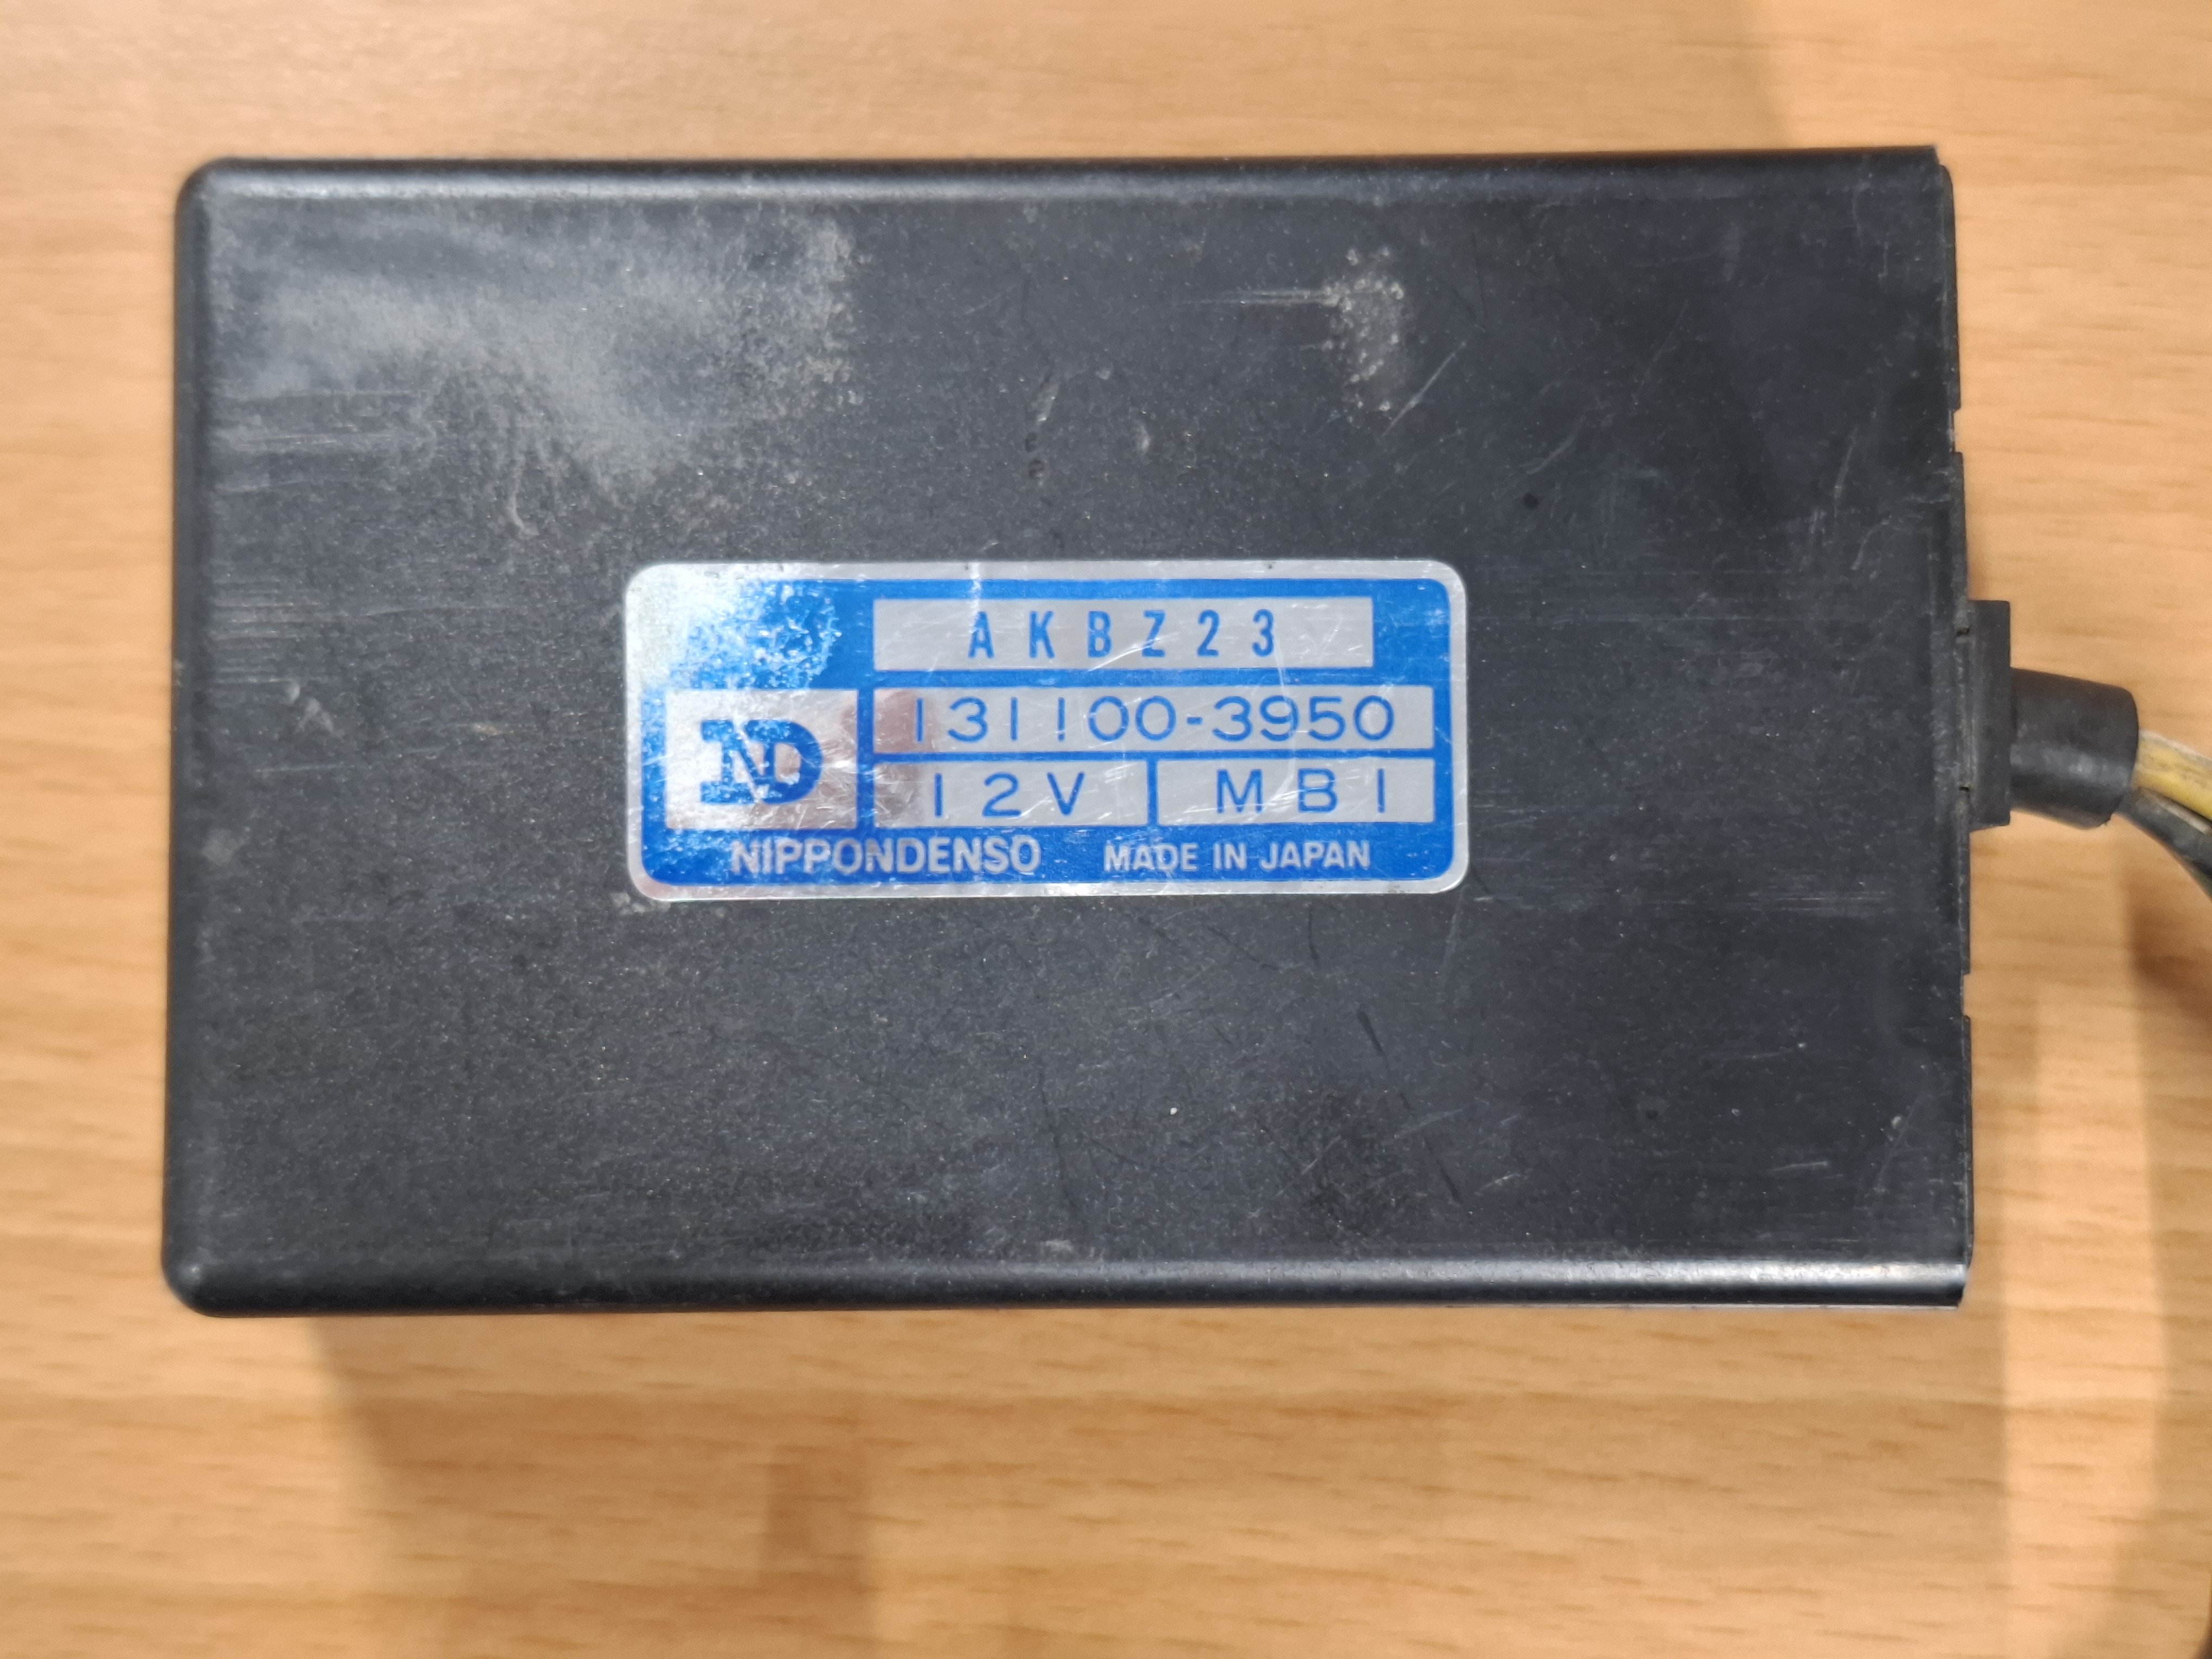 AKBZ23
ND
131100-3950
12V MB1
NIPPONDENSO MADE IN JAPAN